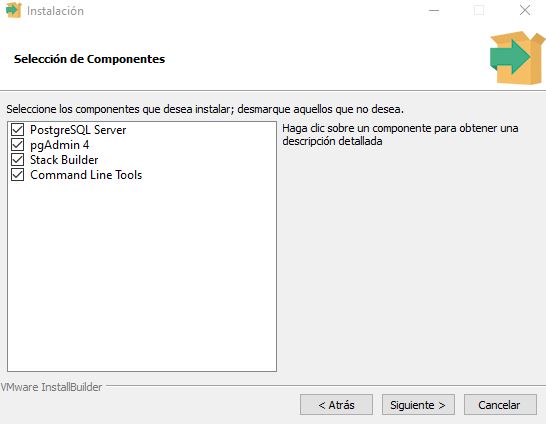 Instalación
Selección de Componentes
Seleccione los componentes que desea instalar; desmarque aquellos que no desea.
PostgreSQL Server
pgAdmin 4
Stack Builder
Command Line Tools
Haga clic sobre un componente para obtener una
descripción detallada
VMware InstallBuilder
< Atrás
Siguiente >
Cancelar